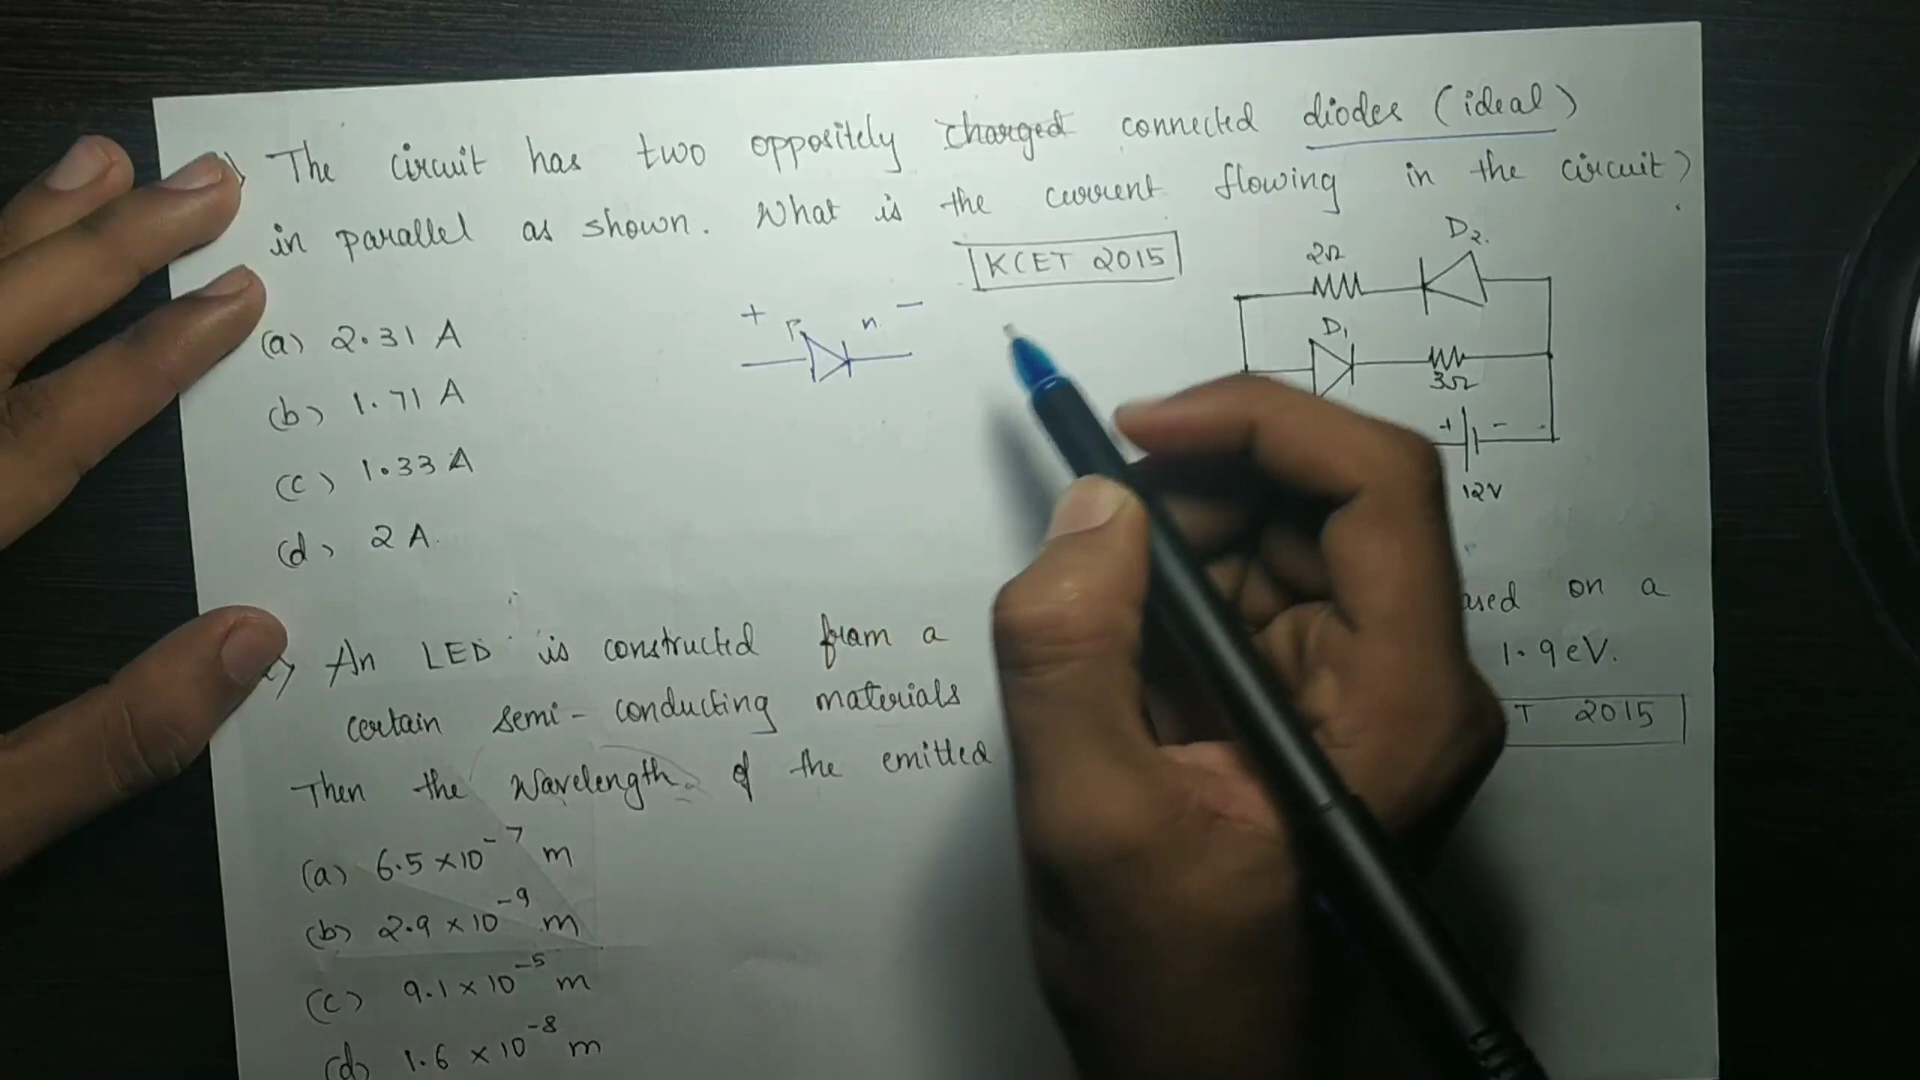 The circuit has two oppositely charged connected diodes (ideal)
in parallel as shown. What is the current flowing in the circuit?
KCET 2015
(a) 2.31 A
(b) 1.71 A
(c) 1.33 A
(d) 2 A.
+ P n −
2Ω D2.
D1
3Ω
+ − -
12V
An LED is constructed from a
on a
certain semi-conducting materials
1.9 eV.
T 2015
Then the wavelength of the emitted
(a) 6.5 × 10⁻⁷ m
(b) 2.9 × 10⁻⁹ m
(c) 9.1 × 10⁻⁵ m
(d) 1.6 × 10⁻⁸ m